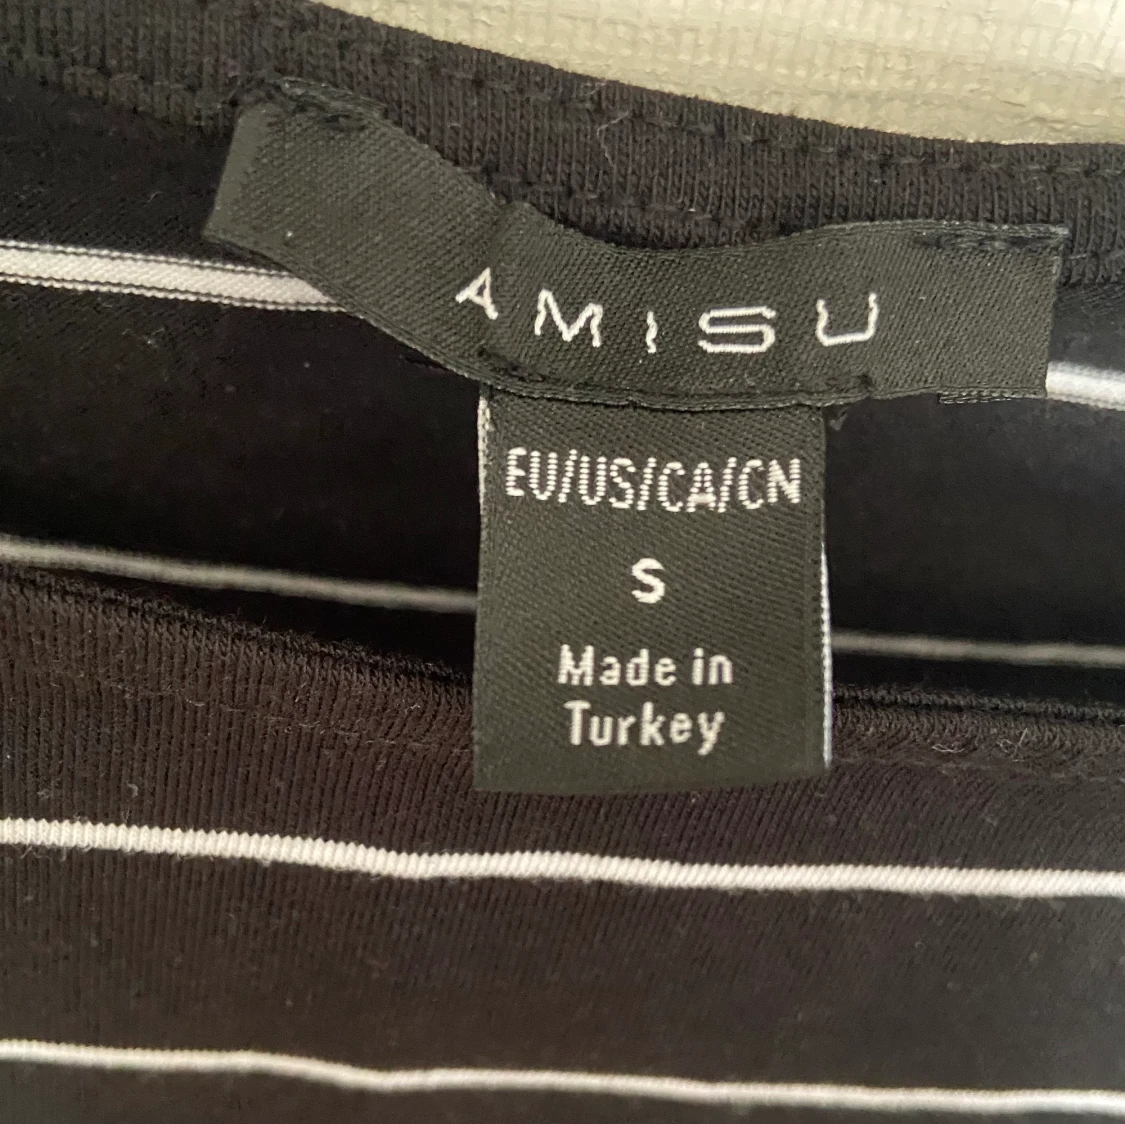 AMISU
EU/US/CA/CN
S
Made in
Turkey